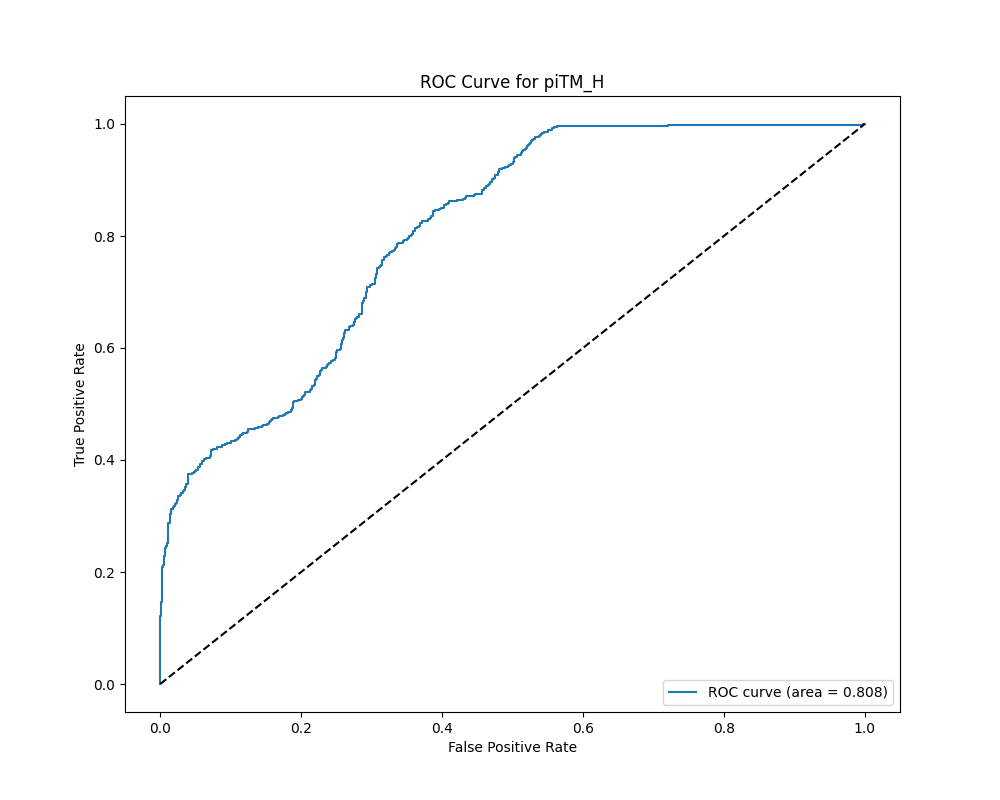 ROC Curve for piTM_H
True Positive Rate
1.0
0.8
0.6
0.4
0.2
0.0
ROC curve (area = 0.808)
0.0 0.2 0.4 0.6 0.8 1.0
False Positive Rate